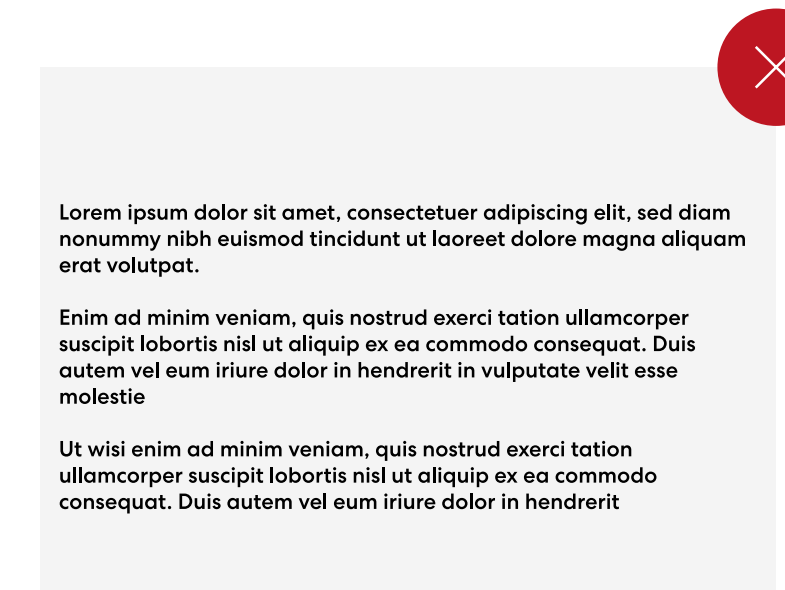 Lorem ipsum dolor sit amet, consectetuer adipiscing elit, sed diam
nonummy nibh euismod tincidunt ut laoreet dolore magna aliquam
erat volutpat.
Enim ad minim veniam, quis nostrud exerci tation ullamcorper
suscipit lobortis nisl ut aliquip ex ea commodo consequat. Duis
autem vel eum iriure dolor in hendrerit in vulputate velit esse
molestie
Ut wisi enim ad minim veniam, quis nostrud exerci tation
ullamcorper suscipit lobortis nisl ut aliquip ex ea commodo
consequat. Duis autem vel eum iriure dolor in hendrerit